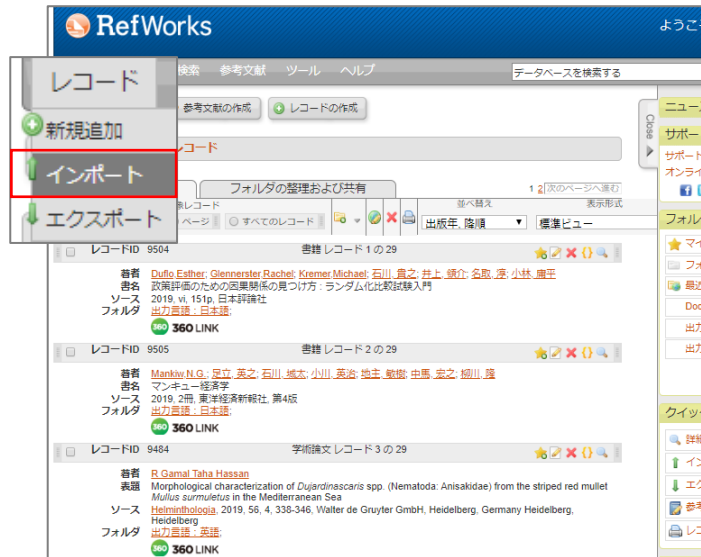 RefWorks
ようこそ
レコード
検索 参考文献 ツール ヘルプ
データベースを検索する
新規追加
インポート
エクスポート
参考文献の作成 レコードの作成
レコード
フォルダの整理および共有
1 2 [次のページへ進む
レコード
ページ すべてのレコード
並べ替え
出版年, 降順
表示形式
標準ビュー
Close
レコードID 9504 書籍 レコード 1 の 29
著者 Duflo,Esther; Glennerster,Rachel; Kremer,Michael; 石川, 貴之; 井上, 領介; 名取, 淳; 小林, 庸平
書名 政策評価のための因果関係の見つけ方 : ランダム化比較試験入門
ソース 2019, vi, 151p, 日本評論社
フォルダ 出力言語：日本語;
360 360 LINK
レコードID 9505 書籍 レコード 2 の 29
著者 Mankiw,N.G.; 足立, 英之; 石川, 城太; 小川, 英治; 地主, 敏樹; 中馬, 宏之; 柳川, 隆
書名 マンキュー経済学
ソース 2019, 2冊, 東洋経済新報社, 第4版
フォルダ 出力言語：日本語;
360 360 LINK
レコードID 9484 学術論文 レコード 3 の 29
著者 R Gamal Taha Hassan
表題 Morphological characterization of Dujardinascaris spp. (Nematoda: Anisakidae) from the striped red mullet
Mullus surmuletus in the Mediterranean Sea
ソース Helminthologia, 2019, 56, 4, 338-346, Walter de Gruyter GmbH, Heidelberg, Germany Heidelberg,
Heidelberg
フォルダ 出力言語：英語;
360 360 LINK
ニュー
サポー
サポート
オンライ
フォル
マイ
フォ
最近
Doc
出力
出力
クイッ
詳細
イン
エク
参考
レコ